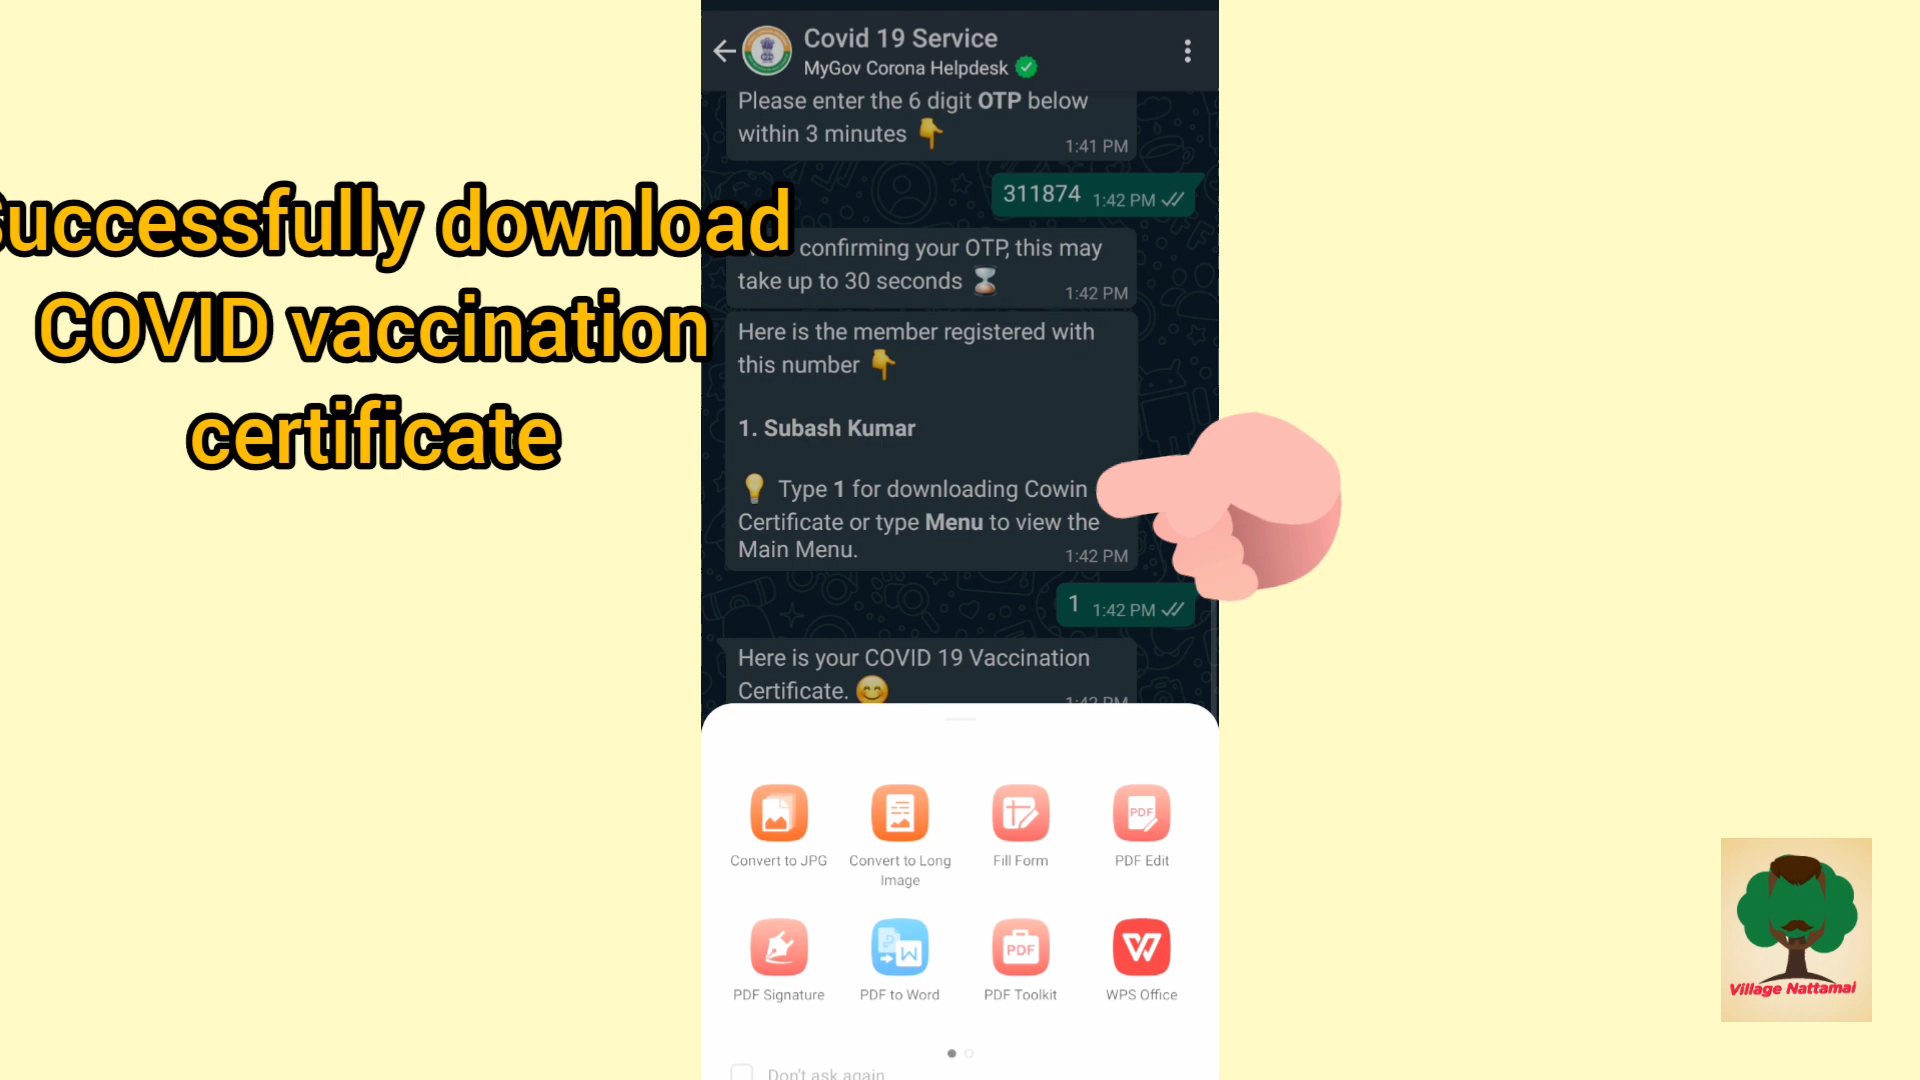 Covid 19 Service
MyGov Corona Helpdesk
Please enter the 6 digit OTP below
within 3 minutes 👇
1:41 PM
311874 1:42 PM
confirming your OTP, this may
take up to 30 seconds ⌛
1:42 PM
Here is the member registered with
this number 👇
1. Subash Kumar
💡 Type 1 for downloading Cowin
Certificate or type Menu to view the
Main Menu.
1:42 PM
1 1:42 PM
Here is your COVID 19 Vaccination
Certificate. 😊
1:42 PM
Successfully download
COVID vaccination
certificate
Convert to JPG
Convert to Long
Image
Fill Form
PDF
PDF Edit
PDF Signature
W
PDF to Word
PDF
PDF Toolkit
W
WPS Office
Don't ask again
Village Nattamai